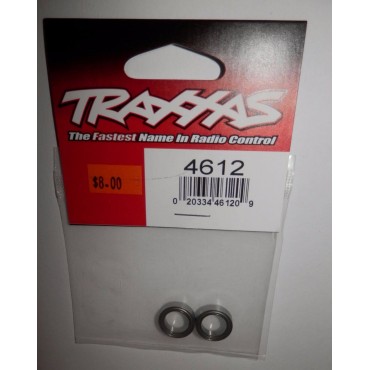 TRAXXAS
The Fastest Name in Radio Control
$8.00
4612
0 20334 46120 9